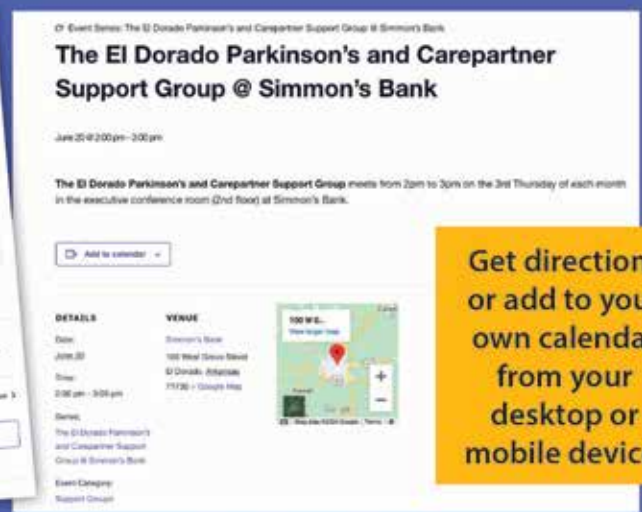 Event Series: The El Dorado Parkinson's and Carepartner Support Group @ Simmon's Bank
The El Dorado Parkinson's and Carepartner
Support Group @ Simmon's Bank
June 20 @ 2:00 pm - 3:00 pm
The El Dorado Parkinson's and Carepartner Support Group meets from 2pm to 3pm on the 3rd Thursday of each month
in the executive conference room (2nd floor) at Simmon's Bank.
Add to calendar
DETAILS
Date:
June 20
Time:
2:00 pm - 3:00 pm
Series:
The El Dorado Parkinson's
and Carepartner Support
Group @ Simmon's Bank
Event Category:
Support Groups
VENUE
Simmon's Bank
100 West Grove Street
El Dorado, Arkansas
71730 + Google Map
100 W G...
View larger map
+
−
Get direction
or add to you
own calenda
from your
desktop or
mobile devic